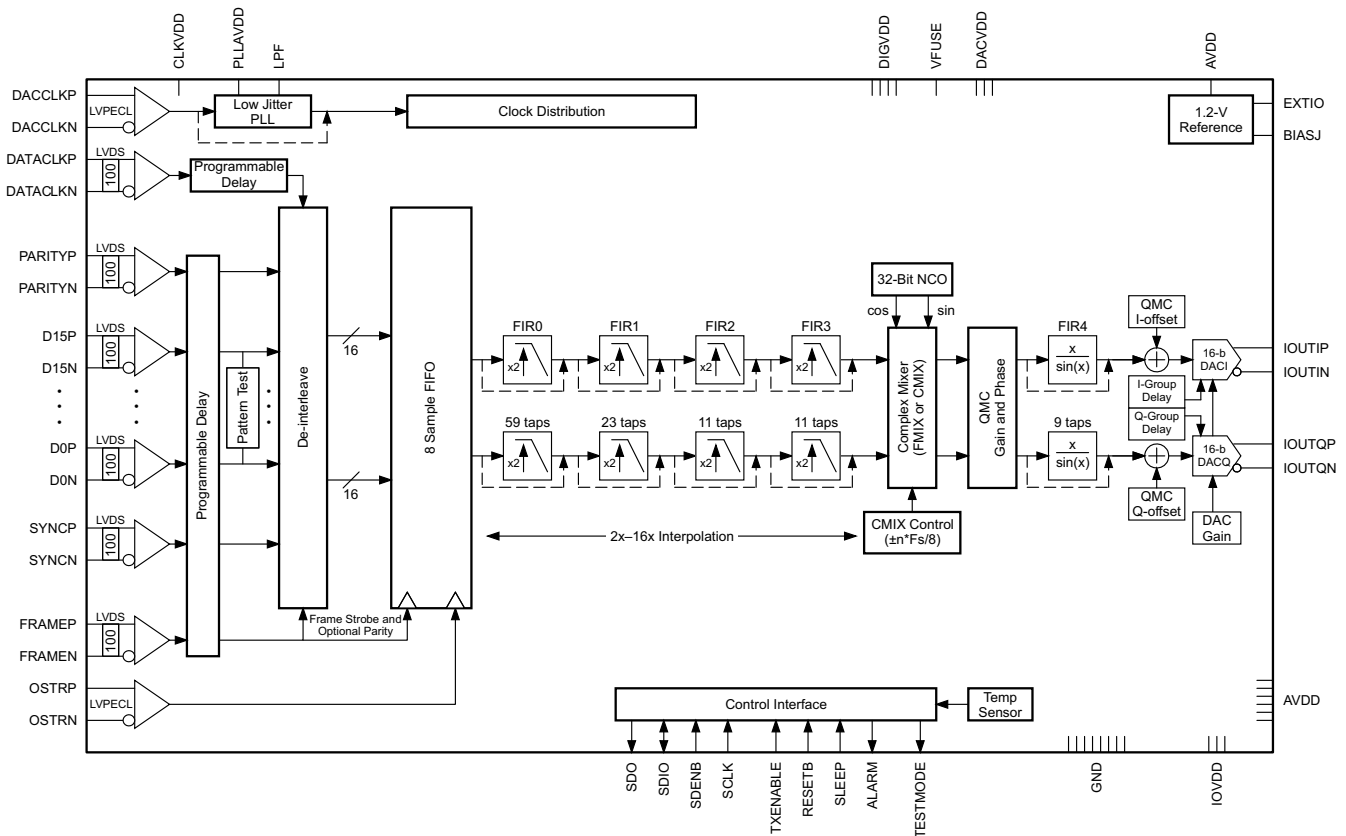 CLKVDD
PLLAVDD
LPF
DIGVDD
VFUSE
DACVDD
AVDD
DACCLKP
DACCLKN
LVPECL
Low Jitter
PLL
Clock Distribution
1.2-V
Reference
EXTIO
BIASJ
DATACLKP
DATACLKN
LVDS
100
Programmable
Delay
PARITYP
PARITYN
LVDS
100
D15P
D15N
LVDS
100
D0P
D0N
LVDS
100
SYNCP
SYNCN
LVDS
100
FRAMEP
FRAMEN
LVDS
100
OSTRP
OSTRN
LVPECL
Programmable Delay
Pattern Test
De-interleave
16
16
8 Sample FIFO
Frame Strobe and
Optional Parity
FIR0
x2
FIR1
x2
FIR2
x2
FIR3
x2
59 taps
x2
23 taps
x2
11 taps
x2
11 taps
x2
2x–16x Interpolation
32-Bit NCO
cos
sin
Complex Mixer
(FMIX or CMIX)
CMIX Control
(±n*Fs/8)
QMC
Gain and Phase
FIR4
x
sin(x)
9 taps
x
sin(x)
QMC
I-offset
16-b
DACI
I-Group
Delay
Q-Group
Delay
16-b
DACQ
QMC
Q-offset
DAC
Gain
IOUTIP
IOUTIN
IOUTQP
IOUTQN
Control Interface
Temp
Sensor
AVDD
SDO
SDIO
SDENB
SCLK
TXENABLE
RESETB
SLEEP
ALARM
TESTMODE
GND
IOVDD